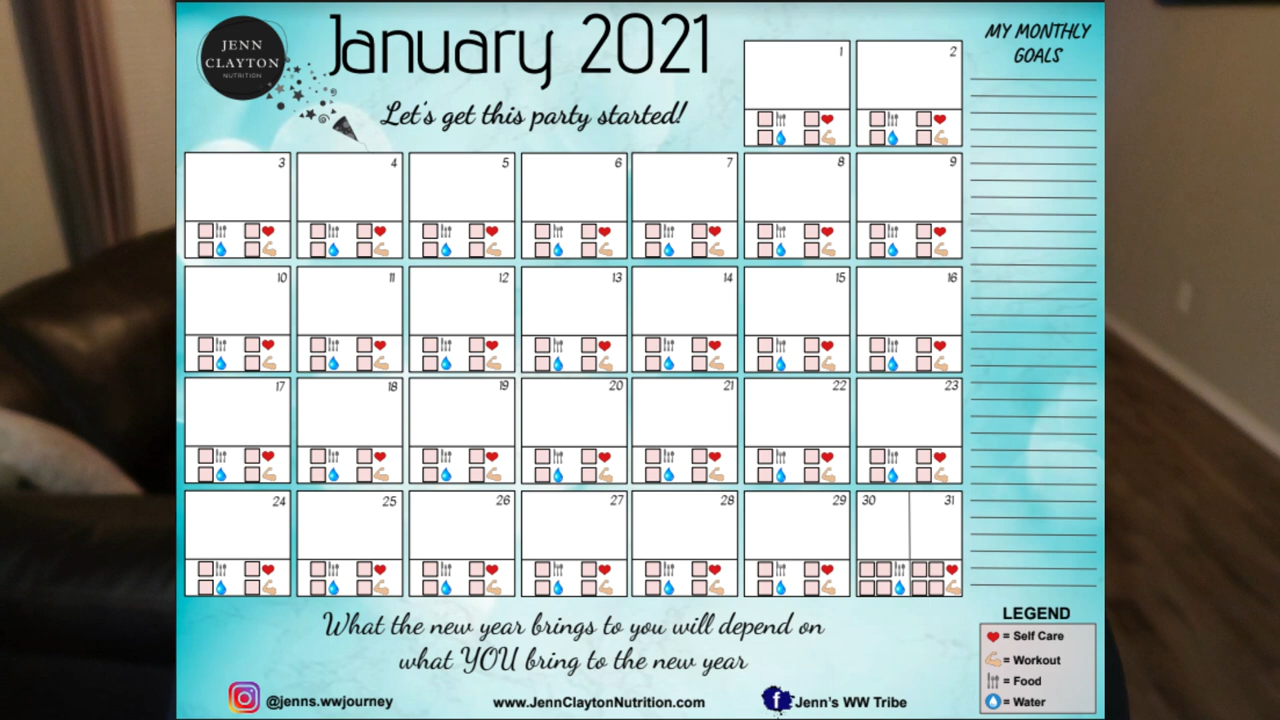 JENN
CLAYTON
NUTRITION
January 2021
Let's get this party started!
MY MONTHLY
GOALS
1 2
3 4 5 6 7 8 9
10 11 12 13 14 15 16
17 18 19 20 21 22 23
24 25 26 27 28 29 30 31
What the new year brings to you will depend on
what YOU bring to the new year
LEGEND
= Self Care
= Workout
= Food
= Water
@jenns.wwjourney www.JennClaytonNutrition.com f Jenn's WW Tribe